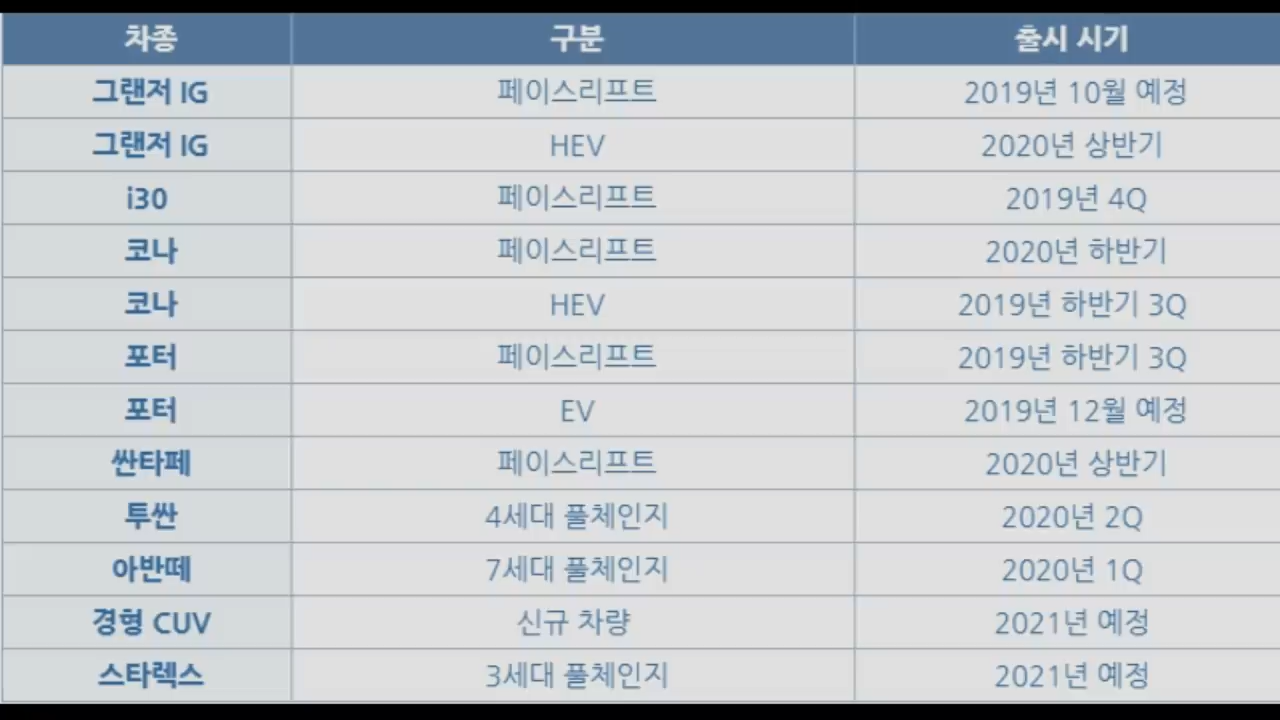 차종 구분 출시 시기
그랜저 IG 페이스리프트 2019년 10월 예정
그랜저 IG HEV 2020년 상반기
i30 페이스리프트 2019년 4Q
코나 페이스리프트 2020년 하반기
코나 HEV 2019년 하반기 3Q
포터 페이스리프트 2019년 하반기 3Q
포터 EV 2019년 12월 예정
싼타페 페이스리프트 2020년 상반기
투싼 4세대 풀체인지 2020년 2Q
아반떼 7세대 풀체인지 2020년 1Q
경형 CUV 신규 차량 2021년 예정
스타렉스 3세대 풀체인지 2021년 예정